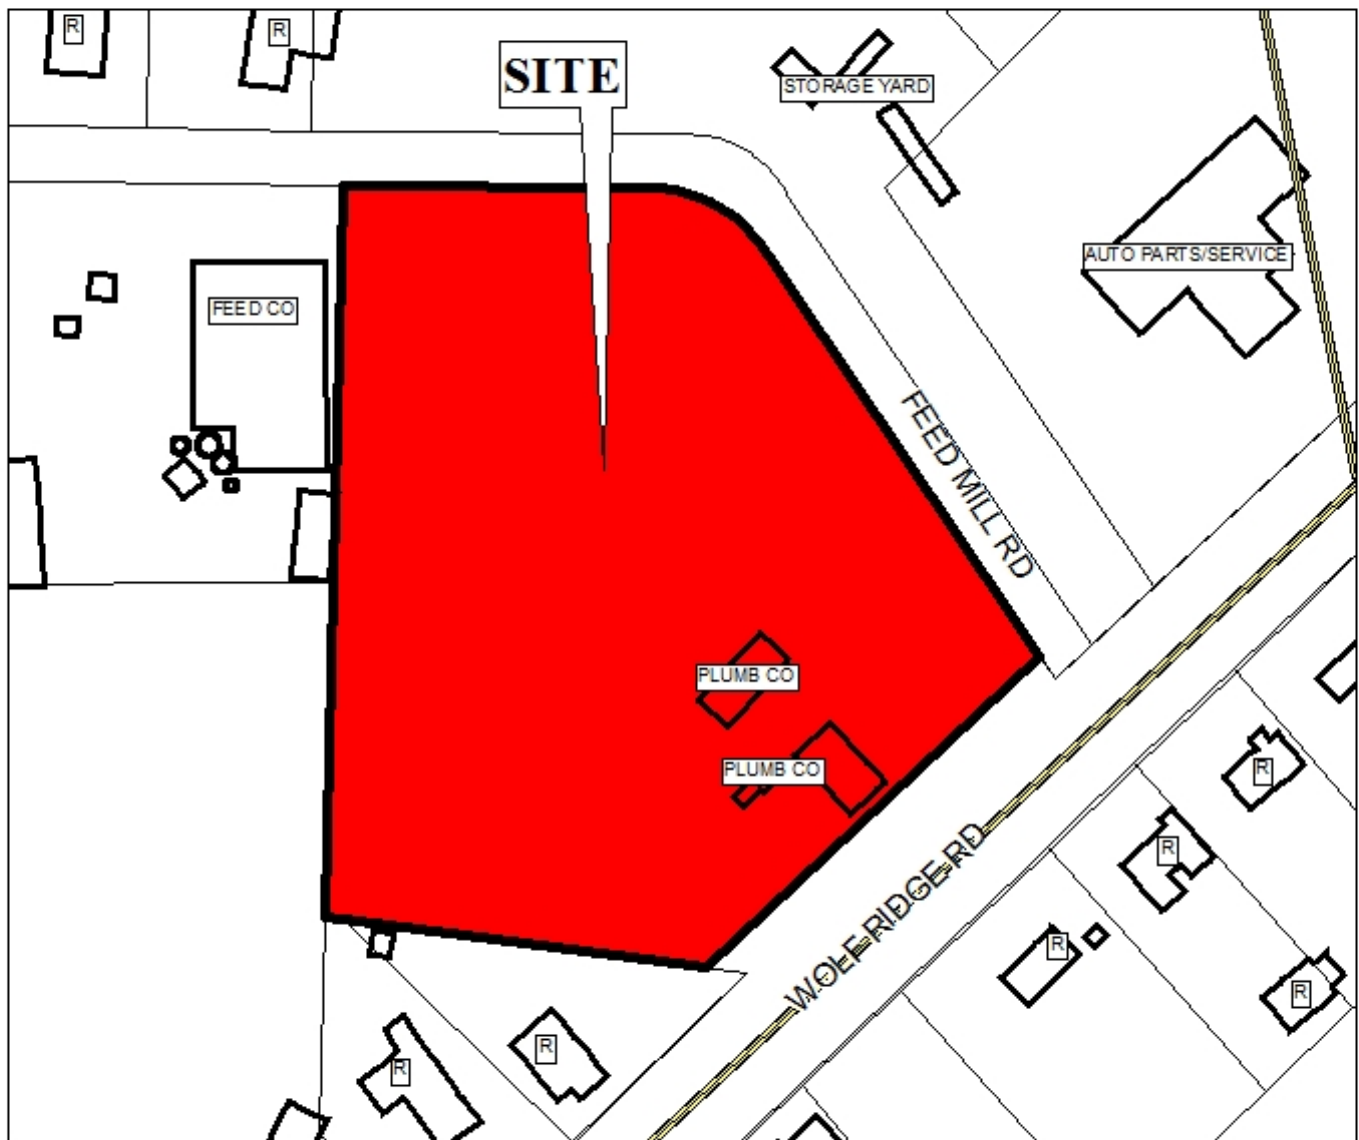 R
R
SITE
STORAGE YARD
AUTO PARTS/SERVICE
FEED CO
FEED MILL RD
PLUMB CO
PLUMB CO
WOLF RIDGE RD
R
R
R
R
R
R